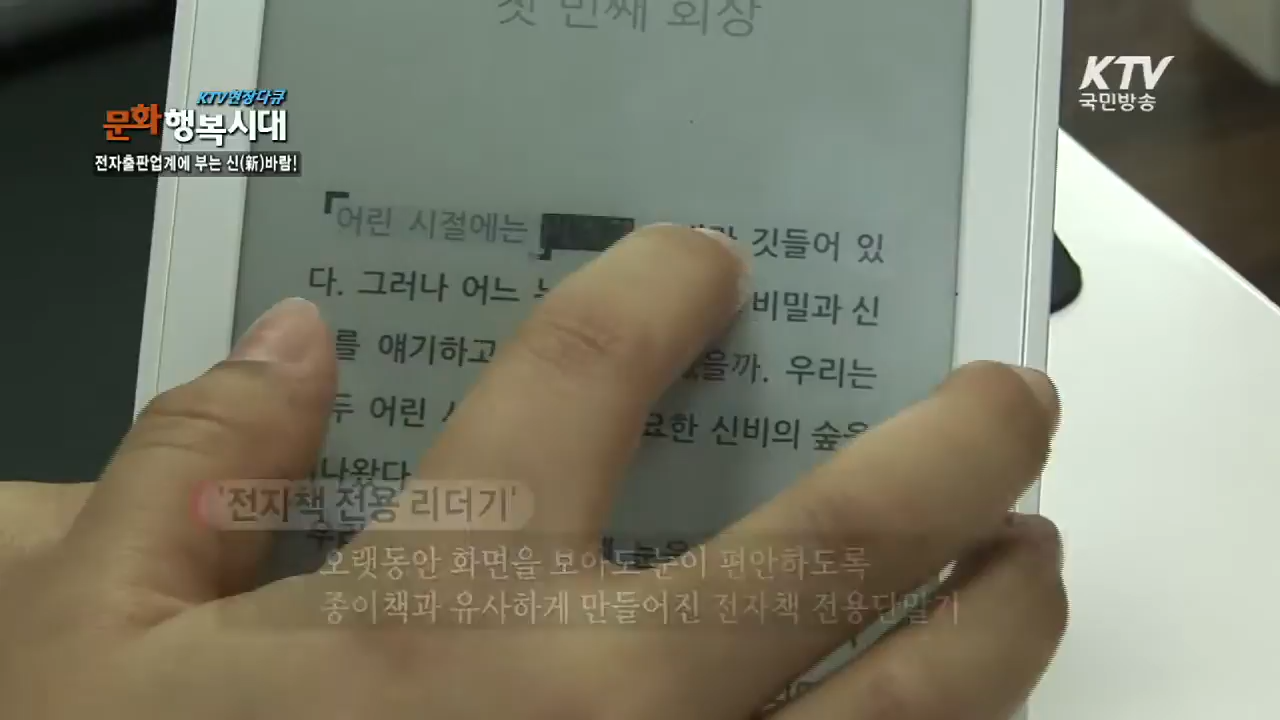 첫 번째 회상
KTV
국민방송
KTV현장다큐
문화행복시대
전자출판업계에 부는 신(新)바람!
어린 시절에는 깃들어 있
다. 그러나 어느 비밀과 신
를 얘기하고 을까. 우리는
어린 요한 신비의 숲을
나왔다
'전자책 전용 리더기'
오랫동안 화면을 보아도 눈이 편안하도록
종이책과 유사하게 만들어진 전자책 전용단말기